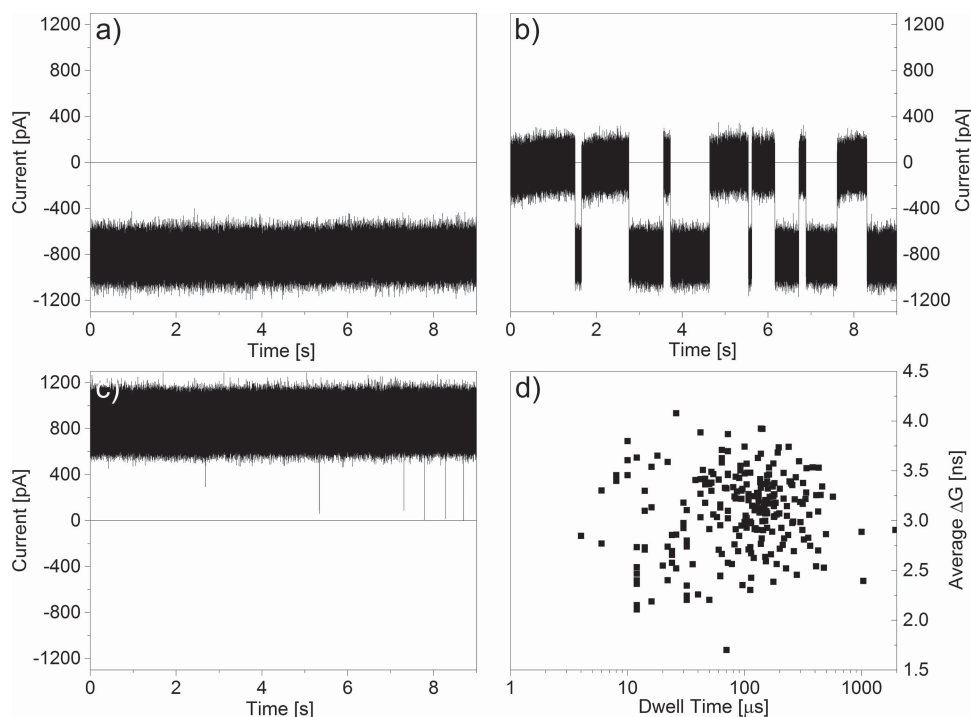 a)
1200
800
400
0
-400
-800
-1200
Current [pA]
0 2 4 6 8
Time [s]
b)
1200
800
400
0
-400
-800
-1200
Current [pA]
0 2 4 6 8
Time [s]
c)
1200
800
400
0
-400
-800
-1200
Current [pA]
0 2 4 6 8
Time [s]
d)
4.5
4.0
3.5
3.0
2.5
2.0
1.5
Average ΔG [ns]
1 10 100 1000
Dwell Time [μs]